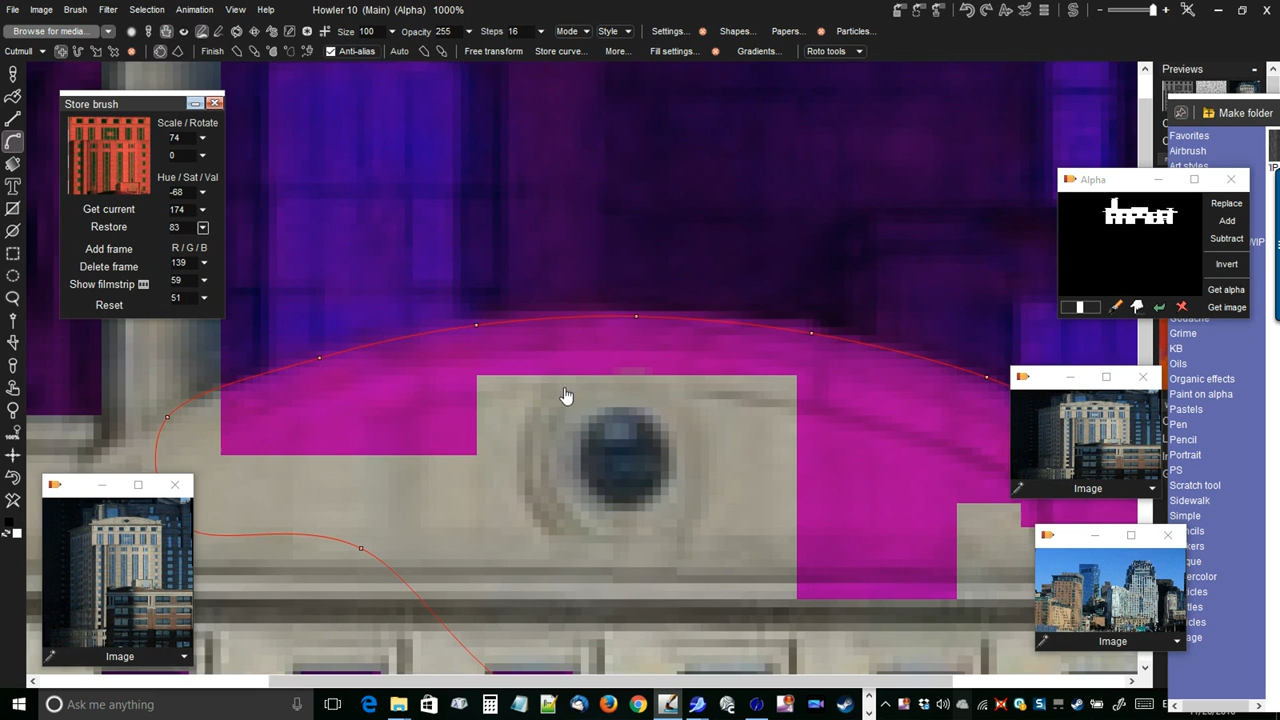 File Image Brush Filter Selection Animation View Help Howler 10 (Main) (Alpha) 1000%
Browse for media... Size 100 Opacity 255 Steps 16 Mode Style Settings... Shapes... Papers... Particles...
Cutmull Finish Anti-alias Auto Free transform Store curve... More... Fill settings... Gradients... Roto tools
Previews
Store brush
Scale / Rotate
74
0
Hue / Sat / Val
-68
Get current 174
Restore 83
Add frame R / G / B
Delete frame 139
Show filmstrip 59
Reset 51
100%
Make folder
Favorites
Airbrush
Art styles
Alpha
Replace
Add
Subtract
Invert
Get alpha
Get image
WIP
Grime
KB
Oils
Organic effects
Paint on alpha
Pastels
Pen
Pencil
Portrait
PS
Scratch tool
Sidewalk
Simple
Image
Image
Image
Ask me anything